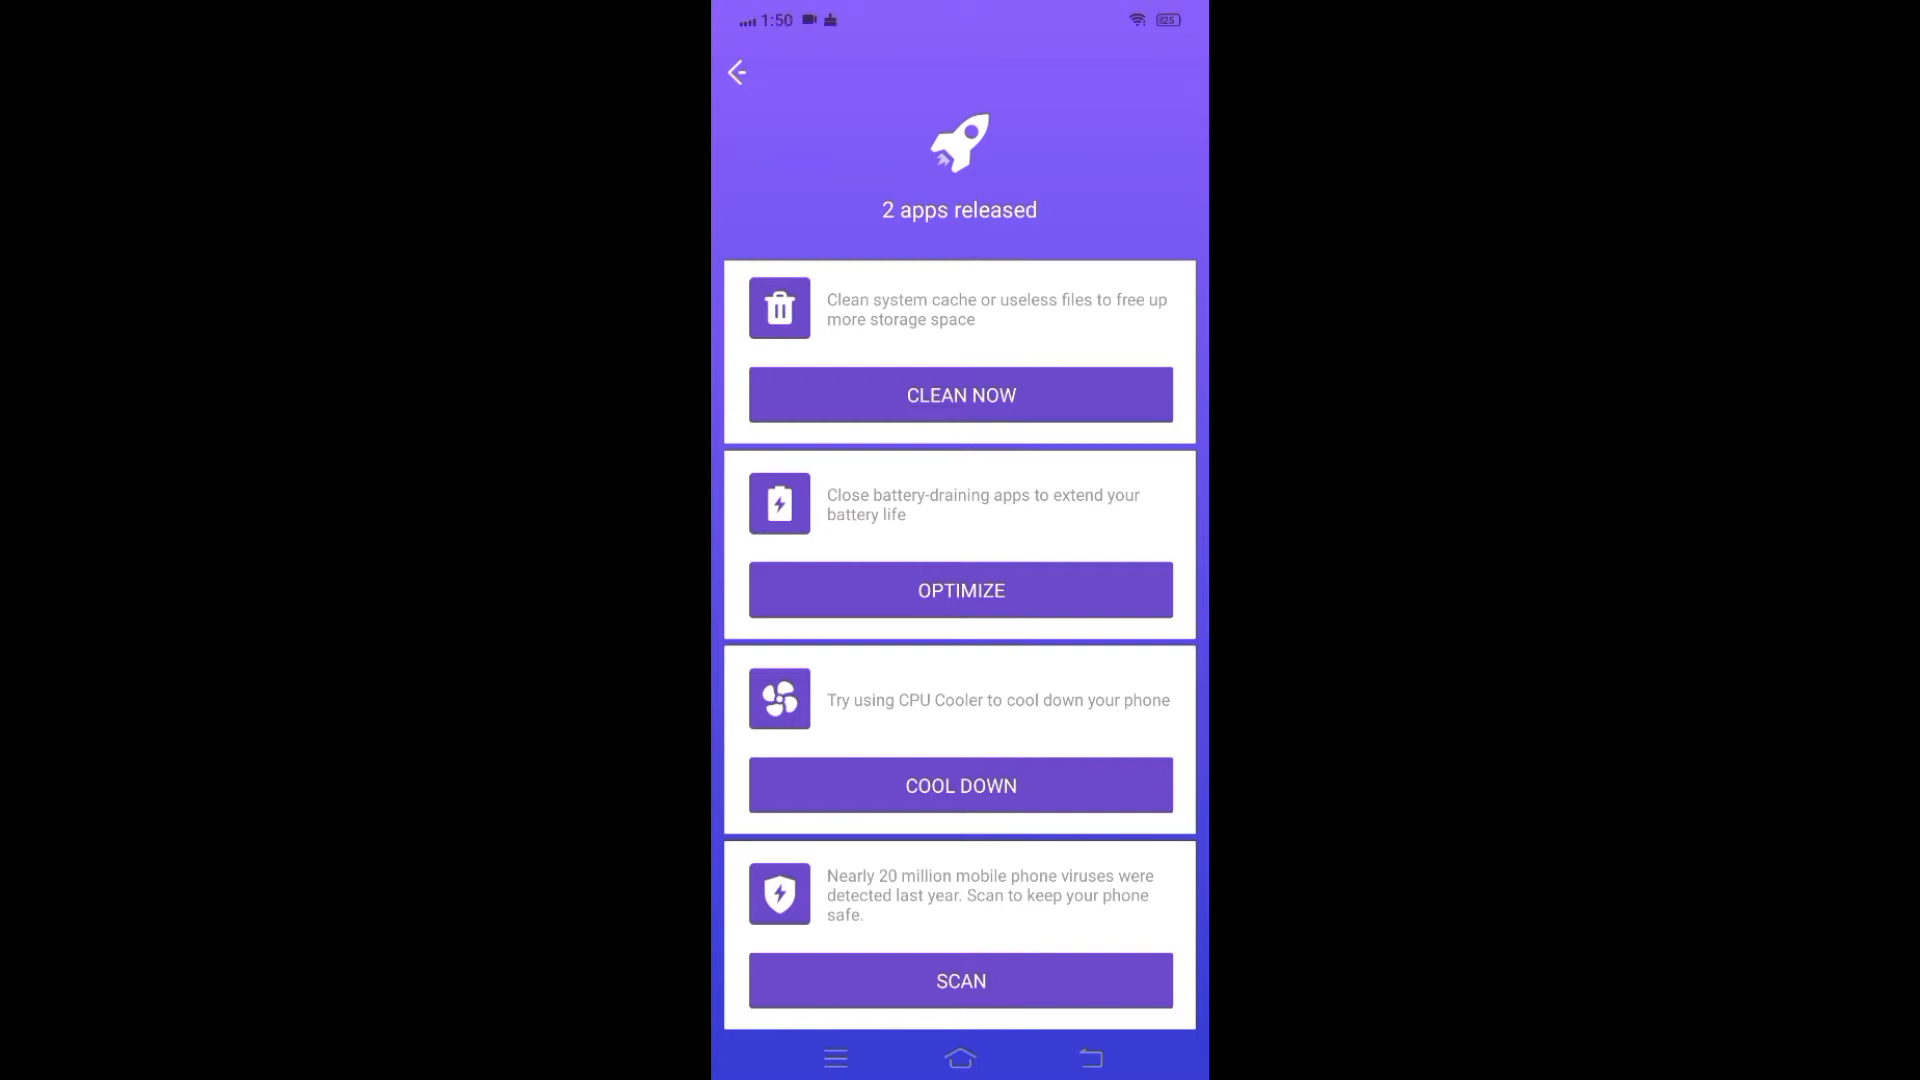 1:50
25
2 apps released
Clean system cache or useless files to free up
more storage space
CLEAN NOW
Close battery-draining apps to extend your
battery life
OPTIMIZE
Try using CPU Cooler to cool down your phone
COOL DOWN
Nearly 20 million mobile phone viruses were
detected last year. Scan to keep your phone
safe.
SCAN